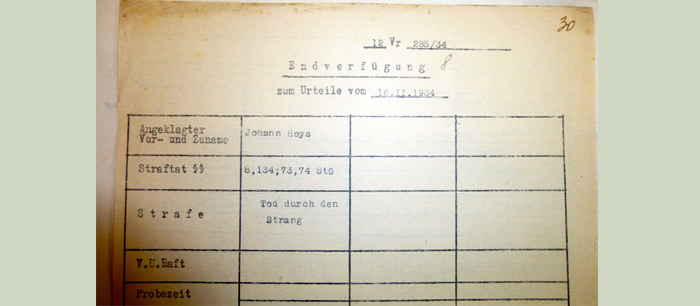 30
12 Vr 285/34
Endverfügung 8
zum Urteile vom 16.II.1934
Angeklagter
Vor- und Zuname
Johann Hoys
Straftat §§
8,134;73,74 StG
Strafe
Tod durch den
Strang
V.U.Haft
Probezeit